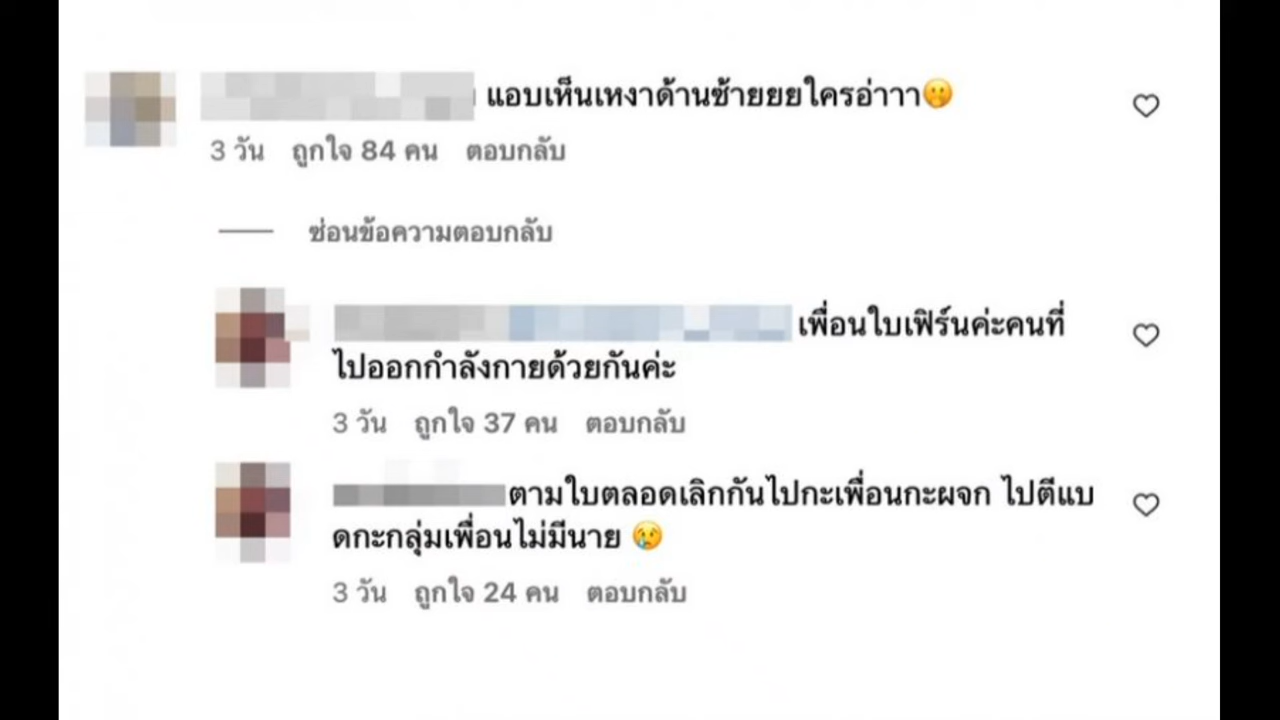 แอบเห็นเหงาด้านซ้ายยยใครอ่าาา🤫
3 วัน ถูกใจ 84 คน ตอบกลับ
ซ่อนข้อความตอบกลับ
เพื่อนใบเฟิร์นค่ะคนที่
ไปออกกำลังกายด้วยกันค่ะ
3 วัน ถูกใจ 37 คน ตอบกลับ
ตามใบตลอดเลิกกันไปกะเพื่อนกะผจก ไปตีแบ
ดกะกลุ่มเพื่อนไม่มีนาย 😢
3 วัน ถูกใจ 24 คน ตอบกลับ